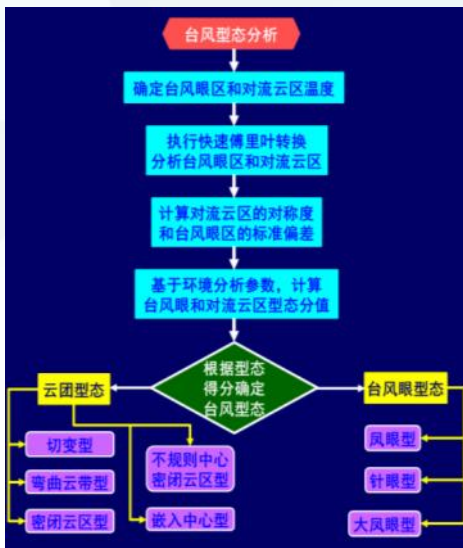 台风型态分析
确定台风眼区和对流云区温度
执行快速傅里叶转换
分析台风眼区和对流云区
计算对流云区的对称度
和台风眼区的标准偏差
基于环境分析参数，计算
台风眼和对流云区型态分值
根据型态
得分确定
台风型态
云团型态
台风眼型态
切变型
弯曲云带型
密闭云区型
不规则中心
密闭云区型
嵌入中心型
风眼型
针眼型
大风眼型